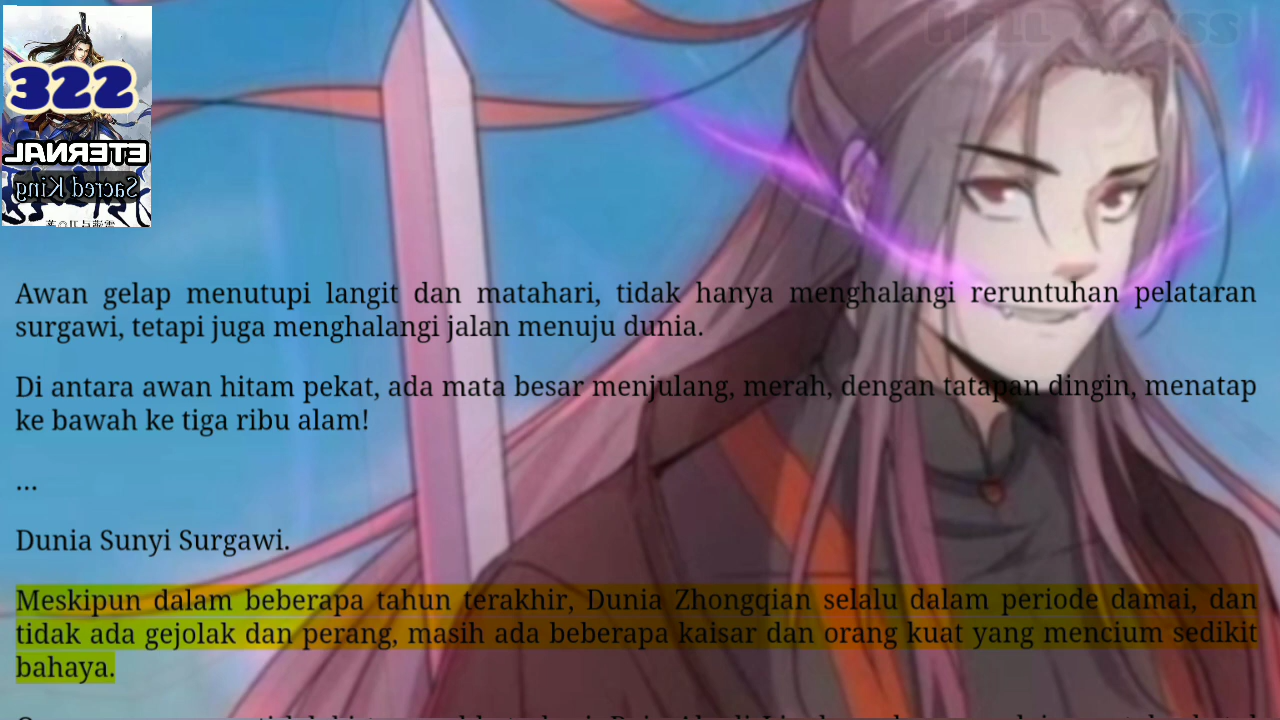 HELL ABYSS
322
ETERNAL
Sacred King
Awan gelap menutupi langit dan matahari, tidak hanya menghalangi reruntuhan pelataran
surgawi, tetapi juga menghalangi jalan menuju dunia.
Di antara awan hitam pekat, ada mata besar menjulang, merah, dengan tatapan dingin, menatap
ke bawah ke tiga ribu alam!
...
Dunia Sunyi Surgawi.
Meskipun dalam beberapa tahun terakhir, Dunia Zhongqian selalu dalam periode damai, dan
tidak ada gejolak dan perang, masih ada beberapa kaisar dan orang kuat yang mencium sedikit
bahaya.